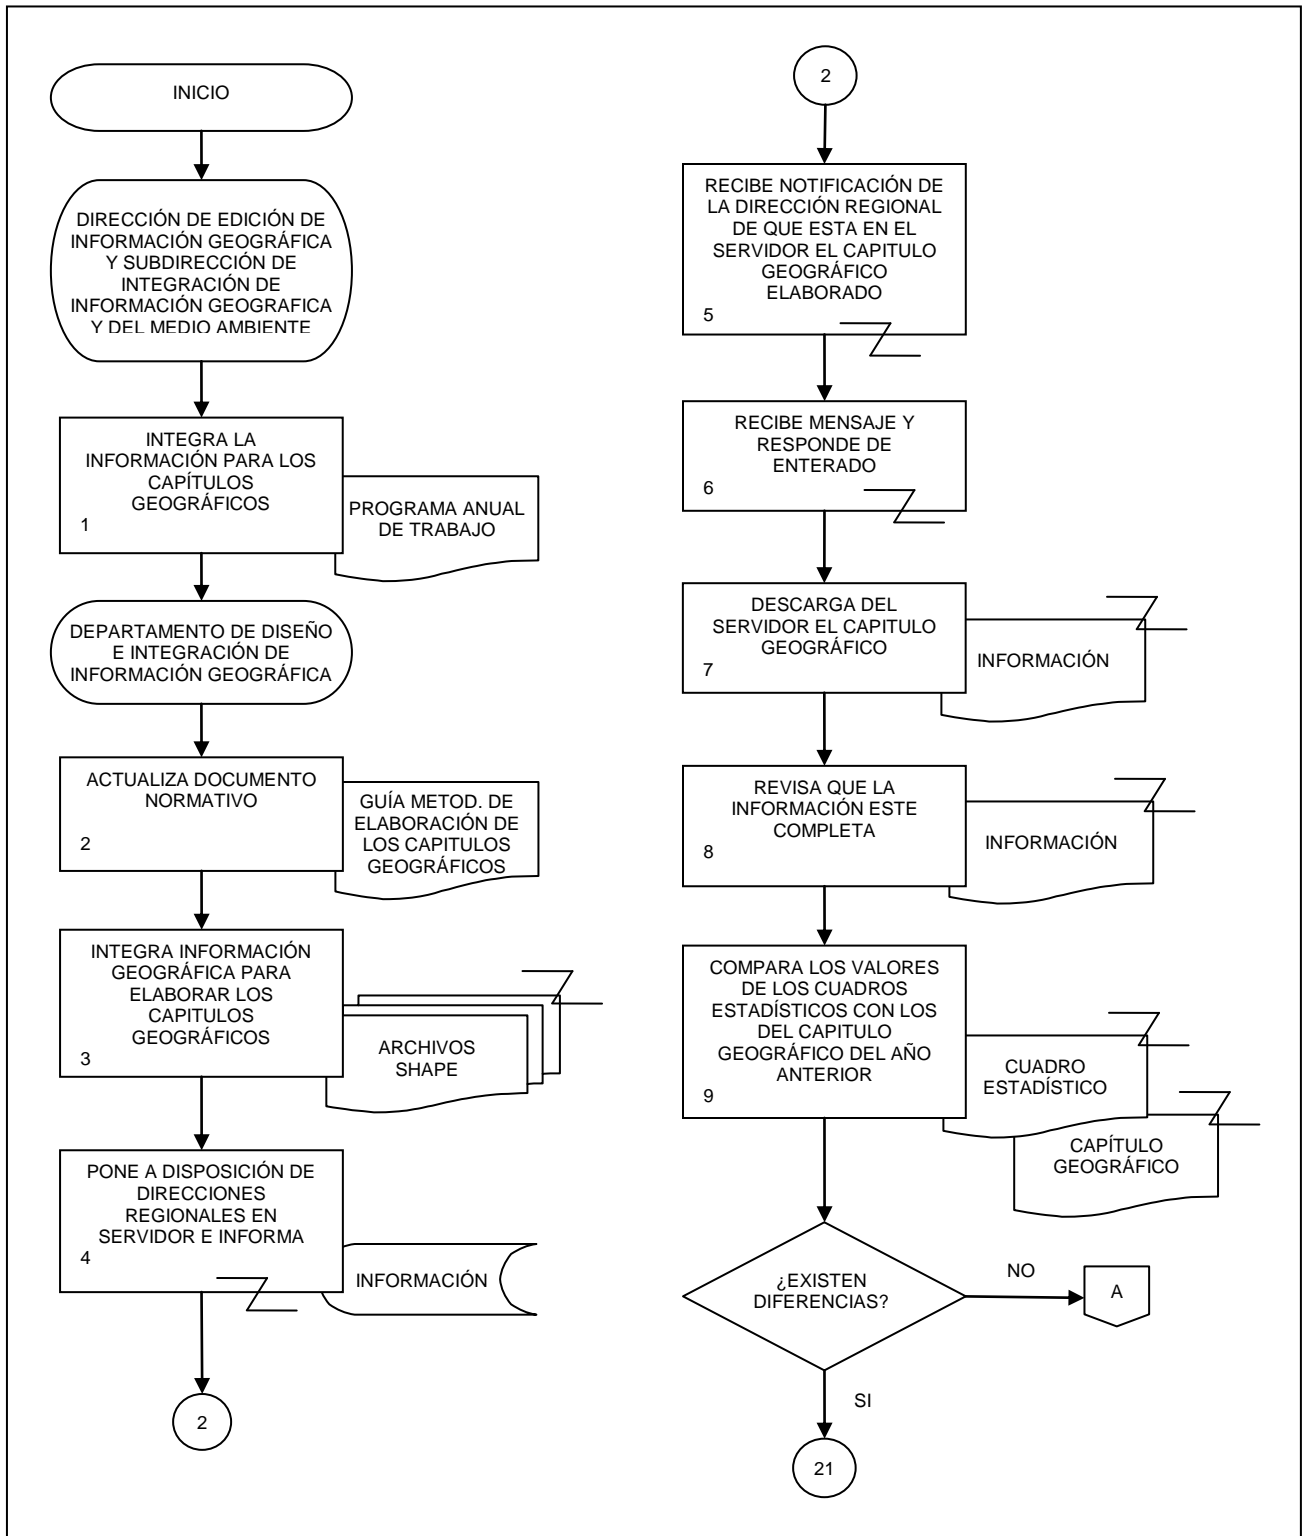 INICIO
DIRECCIÓN DE EDICIÓN DE
INFORMACIÓN GEOGRÁFICA
Y SUBDIRECCIÓN DE
INTEGRACIÓN DE
INFORMACIÓN GEOGRAFICA
Y DEL MEDIO AMBIENTE
INTEGRA LA
INFORMACIÓN PARA LOS
CAPÍTULOS
GEOGRÁFICOS
1
PROGRAMA ANUAL
DE TRABAJO
DEPARTAMENTO DE DISEÑO
E INTEGRACIÓN DE
INFORMACIÓN GEOGRÁFICA
ACTUALIZA DOCUMENTO
NORMATIVO
2
GUÍA METOD. DE
ELABORACIÓN DE
LOS CAPITULOS
GEOGRÁFICOS
INTEGRA INFORMACIÓN
GEOGRÁFICA PARA
ELABORAR LOS
CAPITULOS
GEOGRÁFICOS
3
ARCHIVOS
SHAPE
PONE A DISPOSICIÓN DE
DIRECCIONES
REGIONALES EN
SERVIDOR E INFORMA
4
INFORMACIÓN
2
2
RECIBE NOTIFICACIÓN DE
LA DIRECCIÓN REGIONAL
DE QUE ESTA EN EL
SERVIDOR EL CAPITULO
GEOGRÁFICO
ELABORADO
5
RECIBE MENSAJE Y
RESPONDE DE
ENTERADO
6
DESCARGA DEL
SERVIDOR EL CAPITULO
GEOGRÁFICO
7
INFORMACIÓN
REVISA QUE LA
INFORMACIÓN ESTE
COMPLETA
8
INFORMACIÓN
COMPARA LOS VALORES
DE LOS CUADROS
ESTADÍSTICOS CON LOS
DEL CAPITULO
GEOGRÁFICO DEL AÑO
ANTERIOR
9
CUADRO
ESTADÍSTICO
CAPÍTULO
GEOGRÁFICO
¿EXISTEN
DIFERENCIAS?
NO
A
SI
21